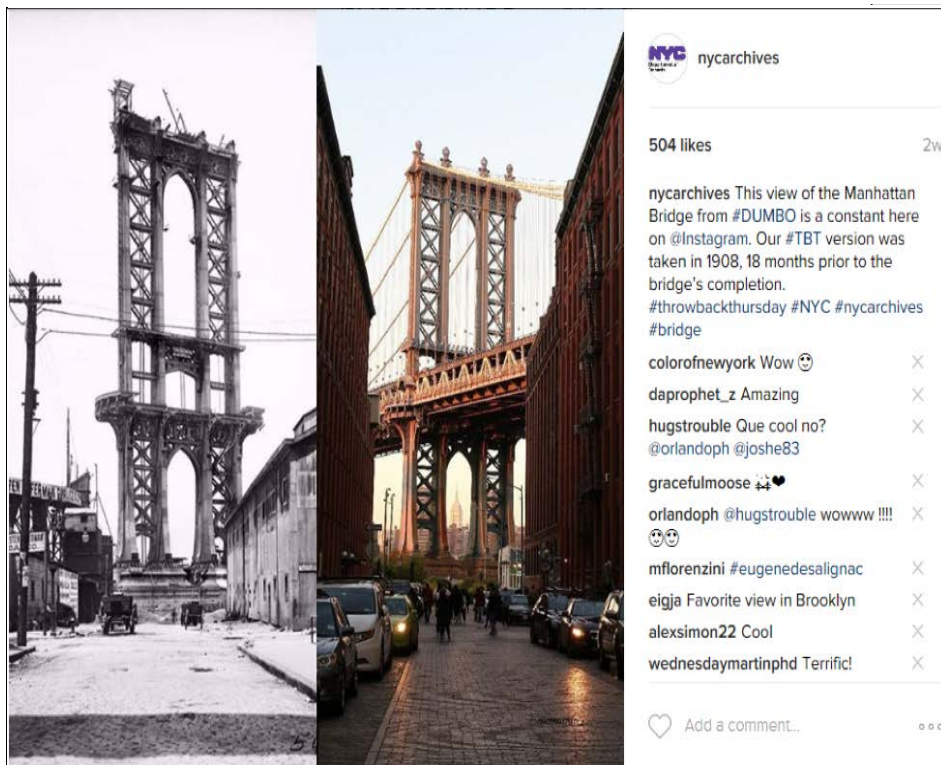 NYC
nycarchives
504 likes
2w
nycarchives This view of the Manhattan
Bridge from #DUMBO is a constant here
on @Instagram. Our #TBT version was
taken in 1908, 18 months prior to the
bridge's completion.
#throwbackthursday #NYC #nycarchives
#bridge
colorofnewyork Wow
daprophet_z Amazing
hugstrouble Que cool no?
@orlandoph @joshe83
gracefulmoose
orlandoph @hugstrouble wowww !!!!
mflorenzini #eugenedesalignac
eigja Favorite view in Brooklyn
alexsimon22 Cool
wednesdaymartinphd Terrific!
Add a comment...